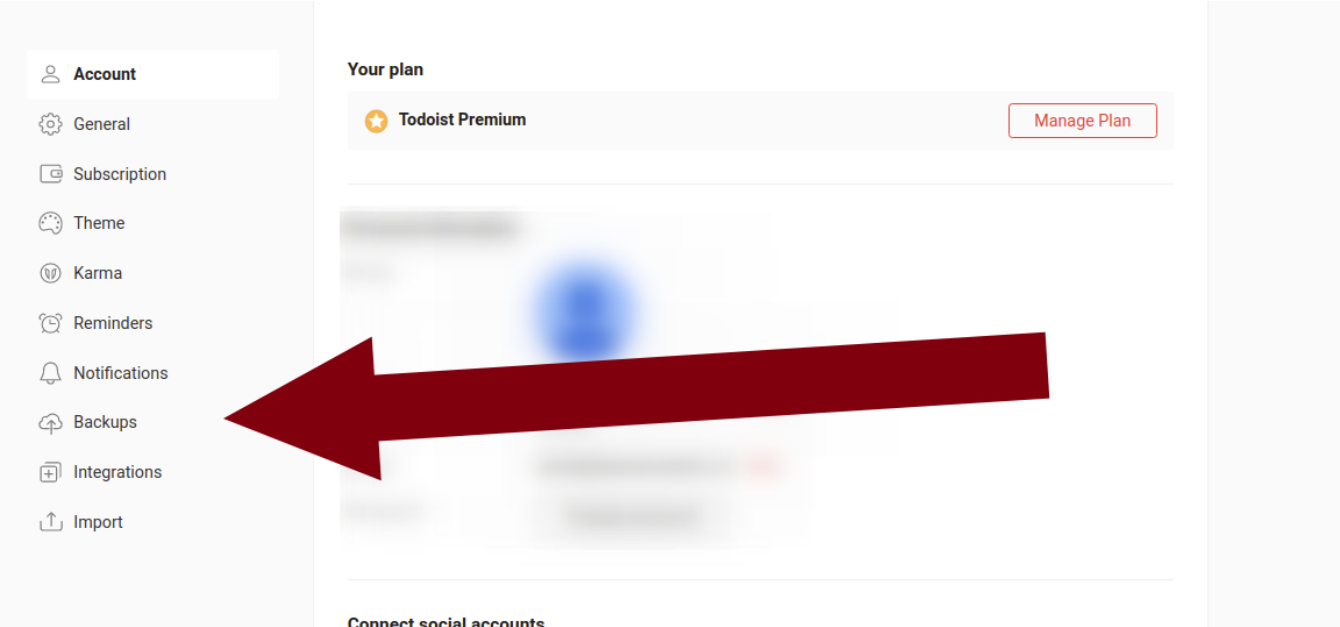 Account
General
Subscription
Theme
Karma
Reminders
Notifications
Backups
Integrations
Import
Your plan
Todoist Premium
Manage Plan
Connect social accounts